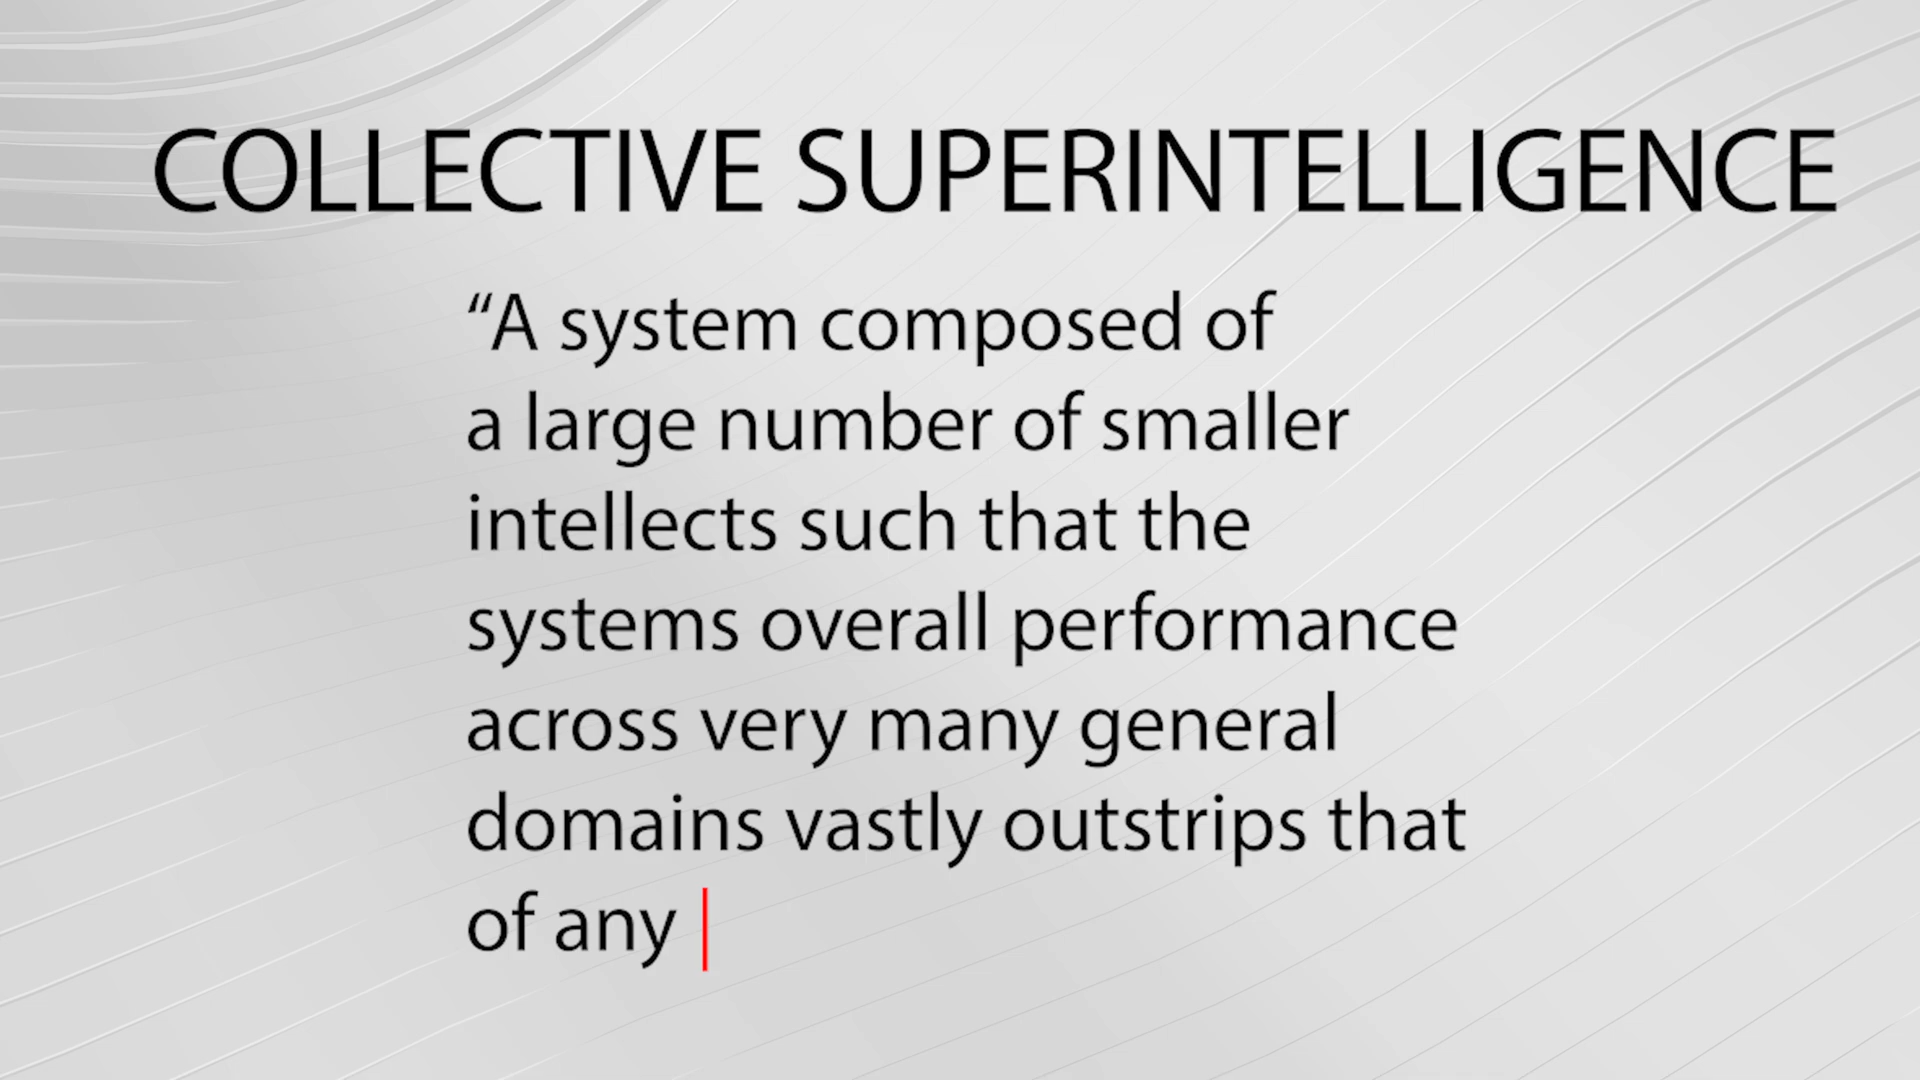 COLLECTIVE SUPERINTELLIGENCE
“A system composed of
a large number of smaller
intellects such that the
systems overall performance
across very many general
domains vastly outstrips that
of any